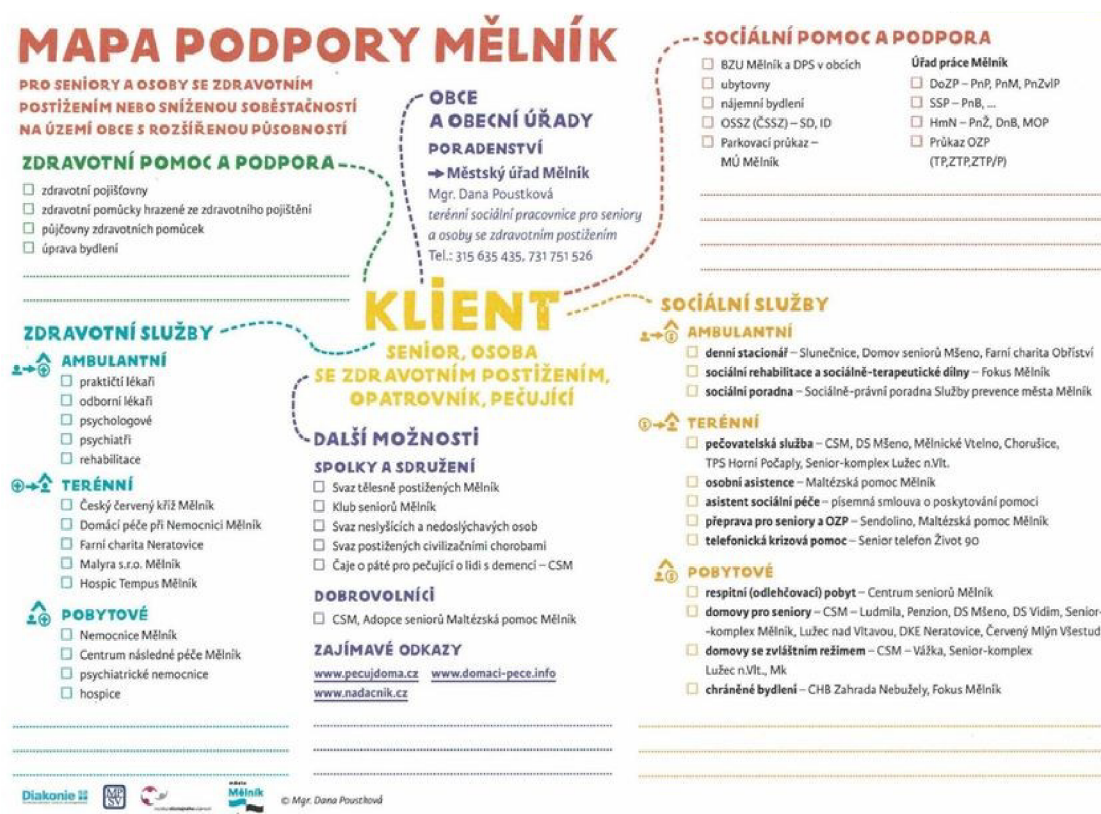 MAPA PODPORY MĚLNÍK
PRO SENIORY A OSOBY SE ZDRAVOTNÍM
POSTIŽENÍM NEBO SNÍŽENOU SOBĚSTAČNOSTÍ
NA ÚZEMÍ OBCE S ROZŠÍŘENOU PŮSOBNOSTÍ
ZDRAVOTNÍ POMOC A PODPORA
zdravotní pojišťovny
zdravotní pomůcky hrazené ze zdravotního pojištění
půjčovny zdravotních pomůcek
úprava bydlení
OBCE
A OBECNÍ ÚŘADY
PORADENSTVÍ
→ Městský úřad Mělník
Mgr. Dana Poustková
terénní sociální pracovnice pro seniory
a osoby se zdravotním postižením
Tel.: 315 635 435, 731 751 526
SOCIÁLNÍ POMOC A PODPORA
BZU Mělník a DPS v obcích
ubytovny
nájemní bydlení
OSSZ (ČSSZ) – SD, ID
Parkovací průkaz –
MÚ Mělník
Úřad práce Mělník
DoZP – PnP, PnM, PnZvlP
SSP – PnB, ...
HmN – PnŽ, DnB, MOP
Průkaz OZP
(TP,ZTP,ZTP/P)
KLIENT
SENIOR, OSOBA
SE ZDRAVOTNÍM POSTIŽENÍM,
OPATROVNÍK, PEČUJÍCÍ
ZDRAVOTNÍ SLUŽBY
AMBULANTNÍ
praktičtí lékaři
odborní lékaři
psychologové
psychiatři
rehabilitace
TERÉNNÍ
Český červený kříž Mělník
Domácí péče při Nemocnici Mělník
Farní charita Neratovice
Malyra s.r.o. Mělník
Hospic Tempus Mělník
POBYTOVÉ
Nemocnice Mělník
Centrum následné péče Mělník
psychiatrické nemocnice
hospice
DALŠÍ MOŽNOSTI
SPOLKY A SDRUŽENÍ
Svaz tělesně postižených Mělník
Klub seniorů Mělník
Svaz neslyšících a nedoslýchavých osob
Svaz postižených civilizačními chorobami
Čaje o páté pro pečující o lidi s demencí – CSM
DOBROVOLNÍCI
CSM, Adopce seniorů Maltézská pomoc Mělník
ZAJÍMAVÉ ODKAZY
www.pecujdoma.cz www.domaci-pece.info
www.nadacnik.cz
SOCIÁLNÍ SLUŽBY
AMBULANTNÍ
denní stacionář – Slunečnice, Domov seniorů Mšeno, Farní charita Obříství
sociální rehabilitace a sociálně-terapeutické dílny – Fokus Mělník
sociální poradna – Sociálně-právní poradna Služby prevence města Mělník
TERÉNNÍ
pečovatelská služba – CSM, DS Mšeno, Mělnické Vtelno, Chorušice,
TPS Horní Počaply, Senior-komplex Lužec n.Vlt.
osobní asistence – Maltézská pomoc Mělník
asistent sociální péče – písemná smlouva o poskytování pomoci
přeprava pro seniory a OZP – Sendolino, Maltézská pomoc Mělník
telefonická krizová pomoc – Senior telefon Život 90
POBYTOVÉ
respitní (odlehčovací) pobyt – Centrum seniorů Mělník
domovy pro seniory – CSM – Ludmila, Penzion, DS Mšeno, DS Vidim, Senior-
-komplex Mělník, Lužec nad Vltavou, DKE Neratovice, Červený Mlýn Všestud
domovy se zvláštním režimem – CSM – Vážka, Senior-komplex
Lužec n.Vlt., Mk
chráněné bydlení – CHB Zahrada Nebužely, Fokus Mělník
Diakonie
MPSV
město
Mělník
© Mgr. Dana Poustková